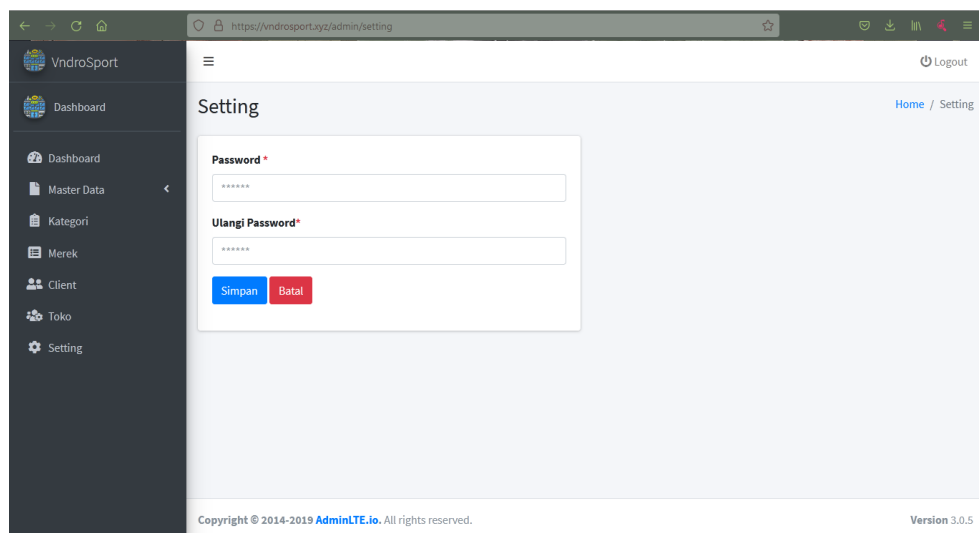 https://vndrosport.xyz/admin/setting
VndroSport
Logout
Dashboard
Setting
Home / Setting
Dashboard
Master Data
Kategori
Merek
Client
Toko
Setting
Password *
******
Ulangi Password*
******
Simpan Batal
Copyright © 2014-2019 AdminLTE.io. All rights reserved.
Version 3.0.5